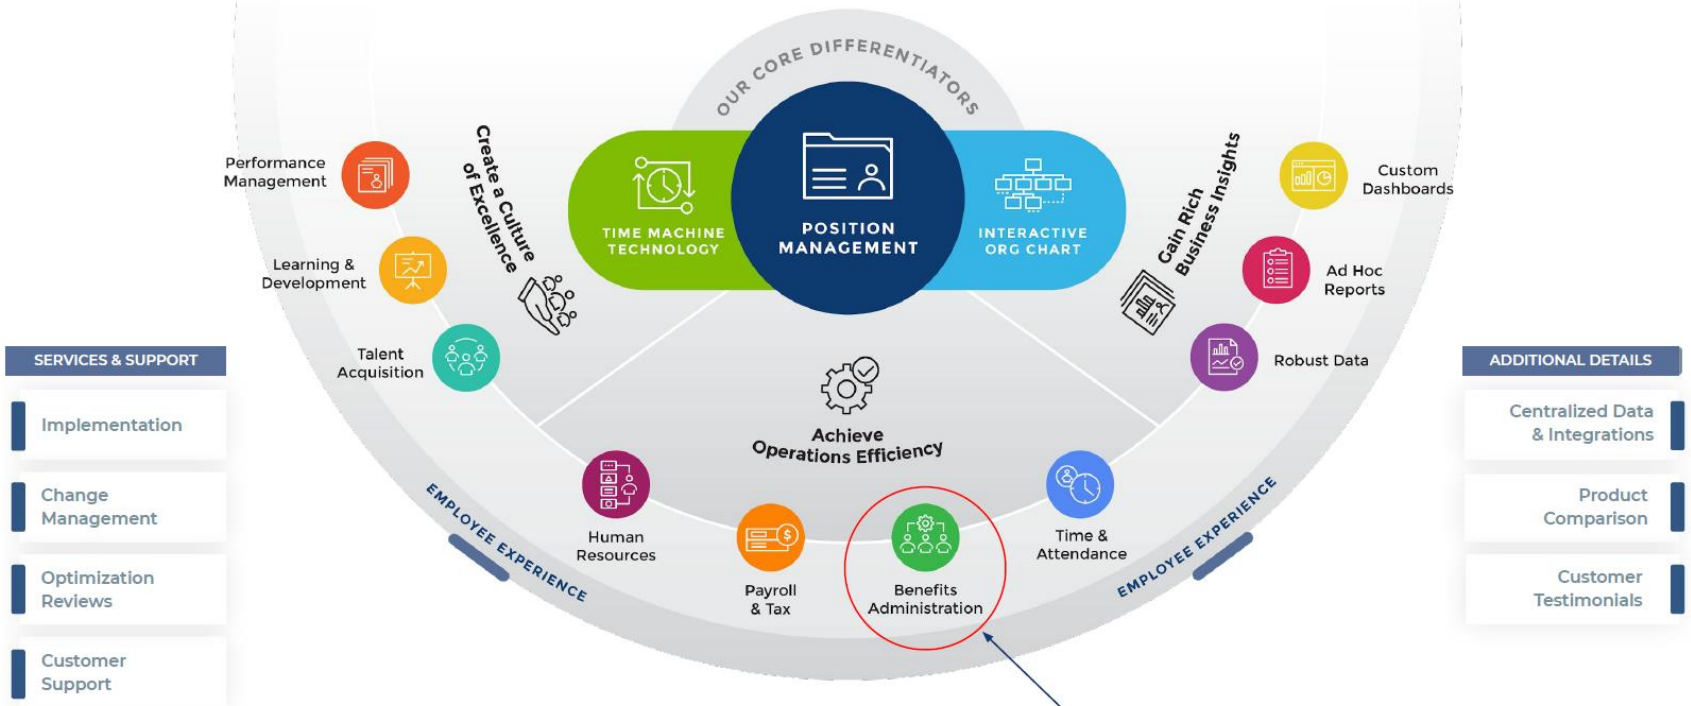 OUR CORE DIFFERENTIATORS
TIME MACHINE
TECHNOLOGY
POSITION
MANAGEMENT
INTERACTIVE
ORG CHART
Create a Culture
of Excellence
Performance
Management
Learning &
Development
Talent
Acquisition
Gain Rich
Business Insights
Custom
Dashboards
Ad Hoc
Reports
Robust Data
Achieve
Operations Efficiency
Human
Resources
Payroll
& Tax
Benefits
Administration
Time &
Attendance
EMPLOYEE EXPERIENCE
EMPLOYEE EXPERIENCE
SERVICES & SUPPORT
Implementation
Change
Management
Optimization
Reviews
Customer
Support
ADDITIONAL DETAILS
Centralized Data
& Integrations
Product
Comparison
Customer
Testimonials